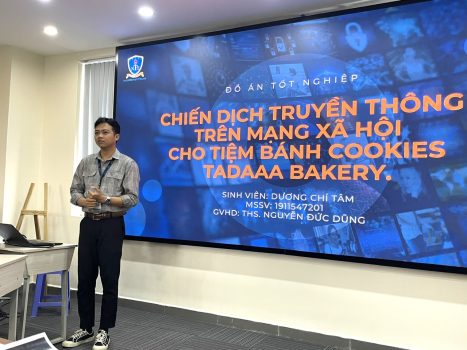 ĐỒ ÁN TỐT NGHIỆP
CHIẾN DỊCH TRUYỀN THÔNG
TRÊN MẠNG XÃ HỘI
CHO TIỆM BÁNH COOKIES
TADAAA BAKERY.
SINH VIÊN: DƯƠNG CHÍ TÂM
MSSV: 1911547201
GVHD: THS. NGUYỄN ĐỨC DŨNG